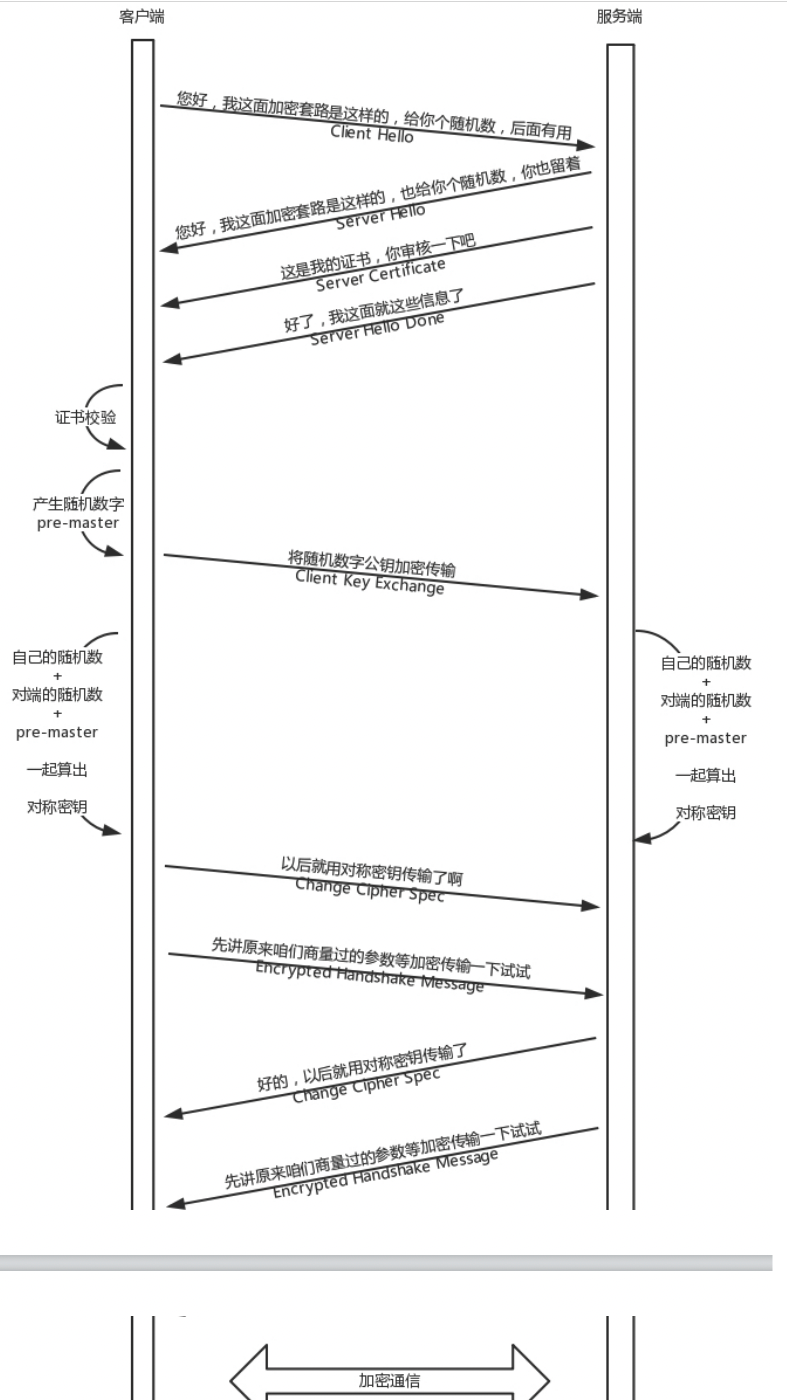 客户端
服务端
您好，我这面加密套路是这样的，给你个随机数，后面有用
Client Hello
您好，我这面加密套路是这样的，也给你个随机数，你也留着
Server Hello
这是我的证书，你审核一下吧
Server Certificate
好了，我这面就这些信息了
Server Hello Done
证书校验
产生随机数字
pre-master
将随机数字公钥加密传输
Client Key Exchange
自己的随机数
+
对端的随机数
+
pre-master
一起算出
对称密钥
自己的随机数
+
对端的随机数
+
pre-master
一起算出
对称密钥
以后就用对称密钥传输了啊
Change Cipher Spec
先讲原来咱们商量过的参数等加密传输一下试试
Encrypted Handshake Message
好的，以后就用对称密钥传输了
Change Cipher Spec
先讲原来咱们商量过的参数等加密传输一下试试
Encrypted Handshake Message
加密通信